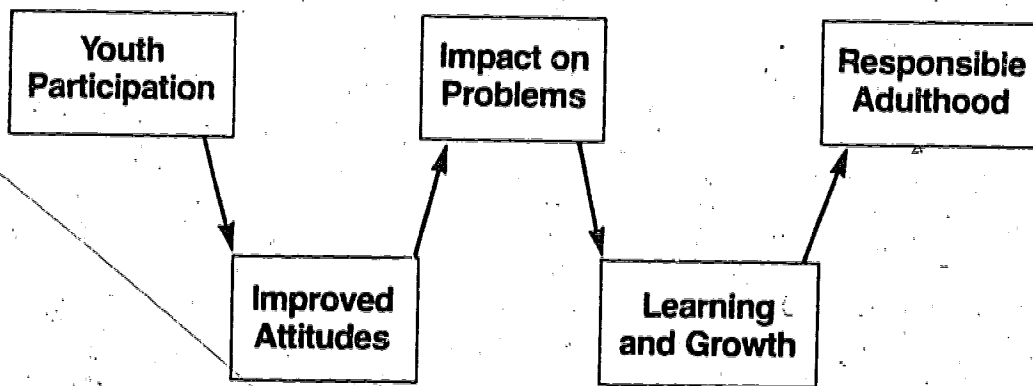 Youth
Participation
Improved
Attitudes
Impact on
Problems
Learning
and Growth
Responsible
Adulthood